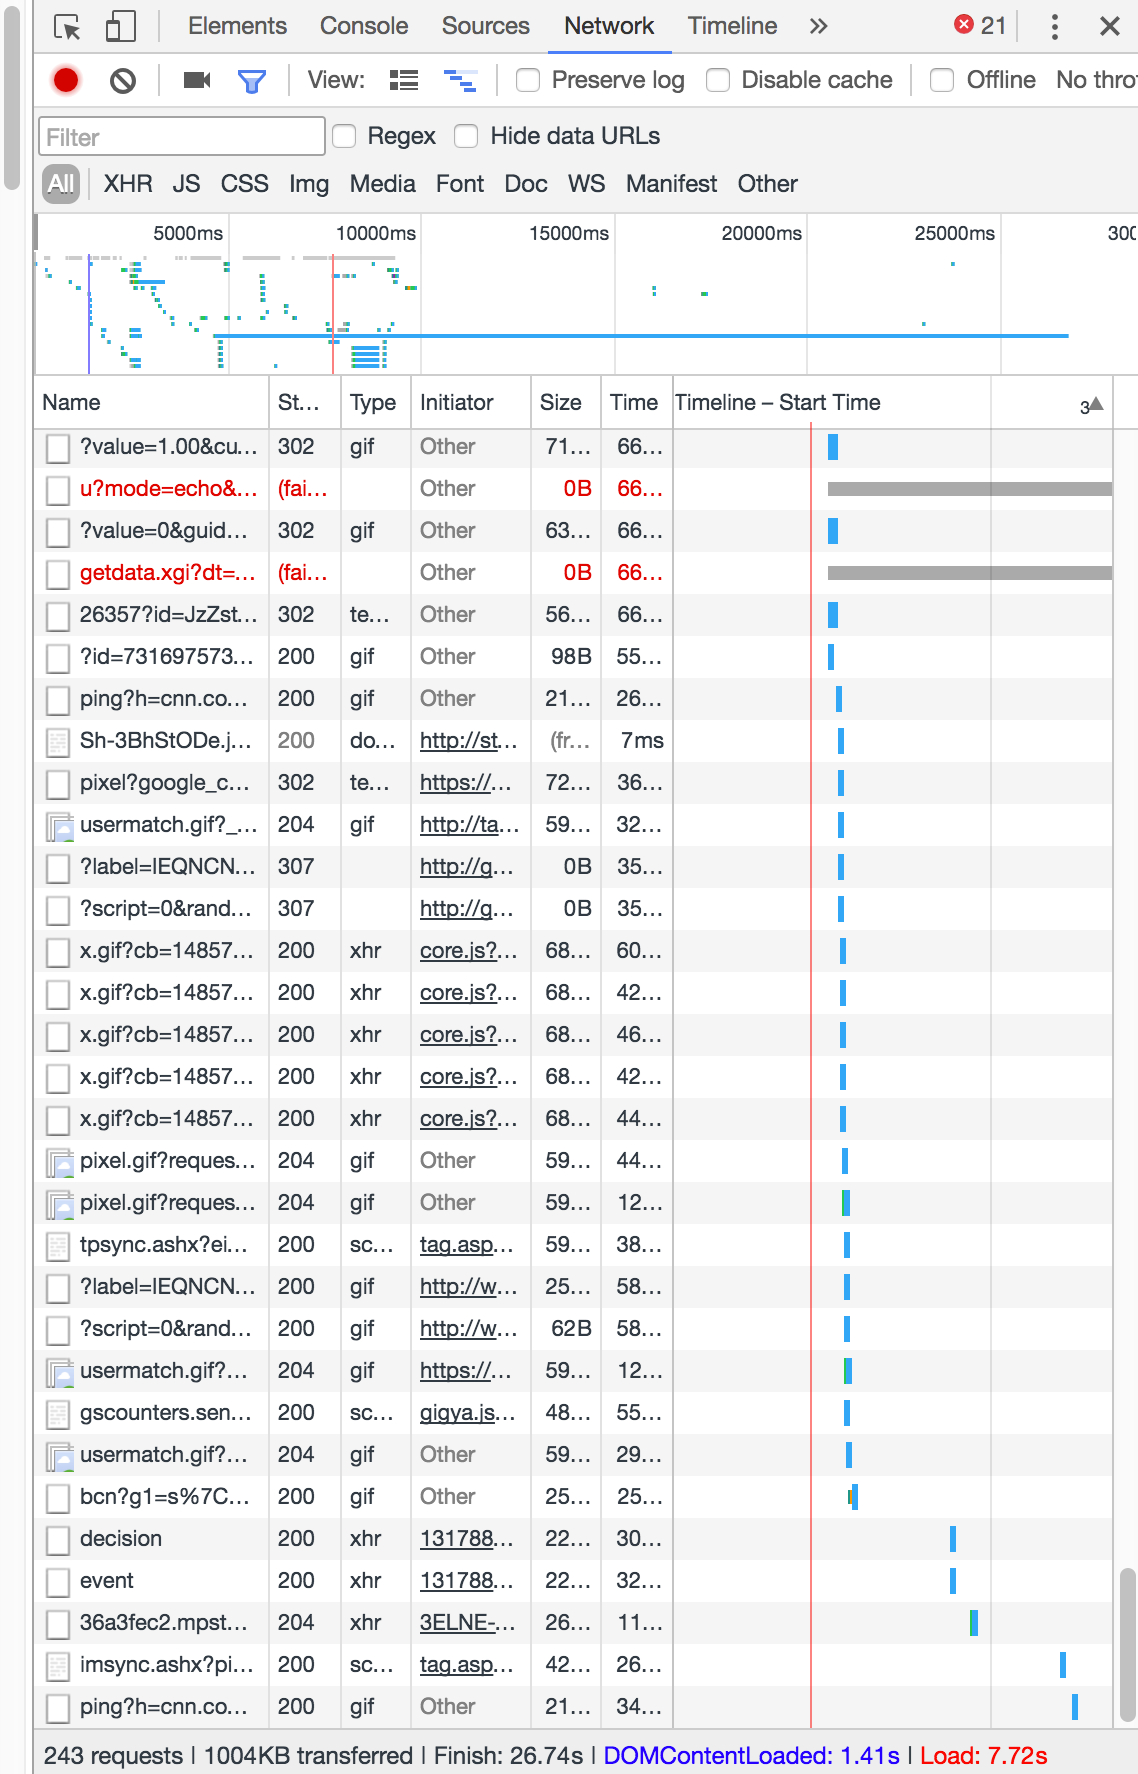 Elements Console Sources Network Timeline » 21
View: Preserve log Disable cache Offline No thro
Filter Regex Hide data URLs
All XHR JS CSS Img Media Font Doc WS Manifest Other
5000ms 10000ms 15000ms 20000ms 25000ms 300
Name St... Type Initiator Size Time Timeline – Start Time 3
?value=1.00&cu... 302 gif Other 71... 66...
u?mode=echo&... (fai... Other 0B 66...
?value=0&guid... 302 gif Other 63... 66...
getdata.xgi?dt=... (fai... Other 0B 66...
26357?id=JzZst... 302 te... Other 56... 66...
?id=731697573... 200 gif Other 98B 55...
ping?h=cnn.co... 200 gif Other 21... 26...
Sh-3BhStODe.j... 200 do... http://st... (fr... 7ms
pixel?google_c... 302 te... https://... 72... 36...
usermatch.gif?_... 204 gif http://ta... 59... 32...
?label=IEQNCN... 307 http://g... 0B 35...
?script=0&rand... 307 http://g... 0B 35...
x.gif?cb=14857... 200 xhr core.js?... 68... 60...
x.gif?cb=14857... 200 xhr core.js?... 68... 42...
x.gif?cb=14857... 200 xhr core.js?... 68... 46...
x.gif?cb=14857... 200 xhr core.js?... 68... 42...
x.gif?cb=14857... 200 xhr core.js?... 68... 44...
pixel.gif?reques... 204 gif Other 59... 44...
pixel.gif?reques... 204 gif Other 59... 12...
tpsync.ashx?ei... 200 sc... tag.asp... 59... 38...
?label=IEQNCN... 200 gif http://w... 25... 58...
?script=0&rand... 200 gif http://w... 62B 58...
usermatch.gif?... 204 gif https://... 59... 12...
gscounters.sen... 200 sc... gigya.js... 48... 55...
usermatch.gif?... 204 gif Other 59... 29...
bcn?g1=s%7C... 200 gif Other 25... 25...
decision 200 xhr 131788... 22... 30...
event 200 xhr 131788... 22... 32...
36a3fec2.mpst... 204 xhr 3ELNE-... 26... 11...
imsync.ashx?pi... 200 sc... tag.asp... 42... 26...
ping?h=cnn.co... 200 gif Other 21... 34...
243 requests | 1004KB transferred | Finish: 26.74s | DOMContentLoaded: 1.41s | Load: 7.72s